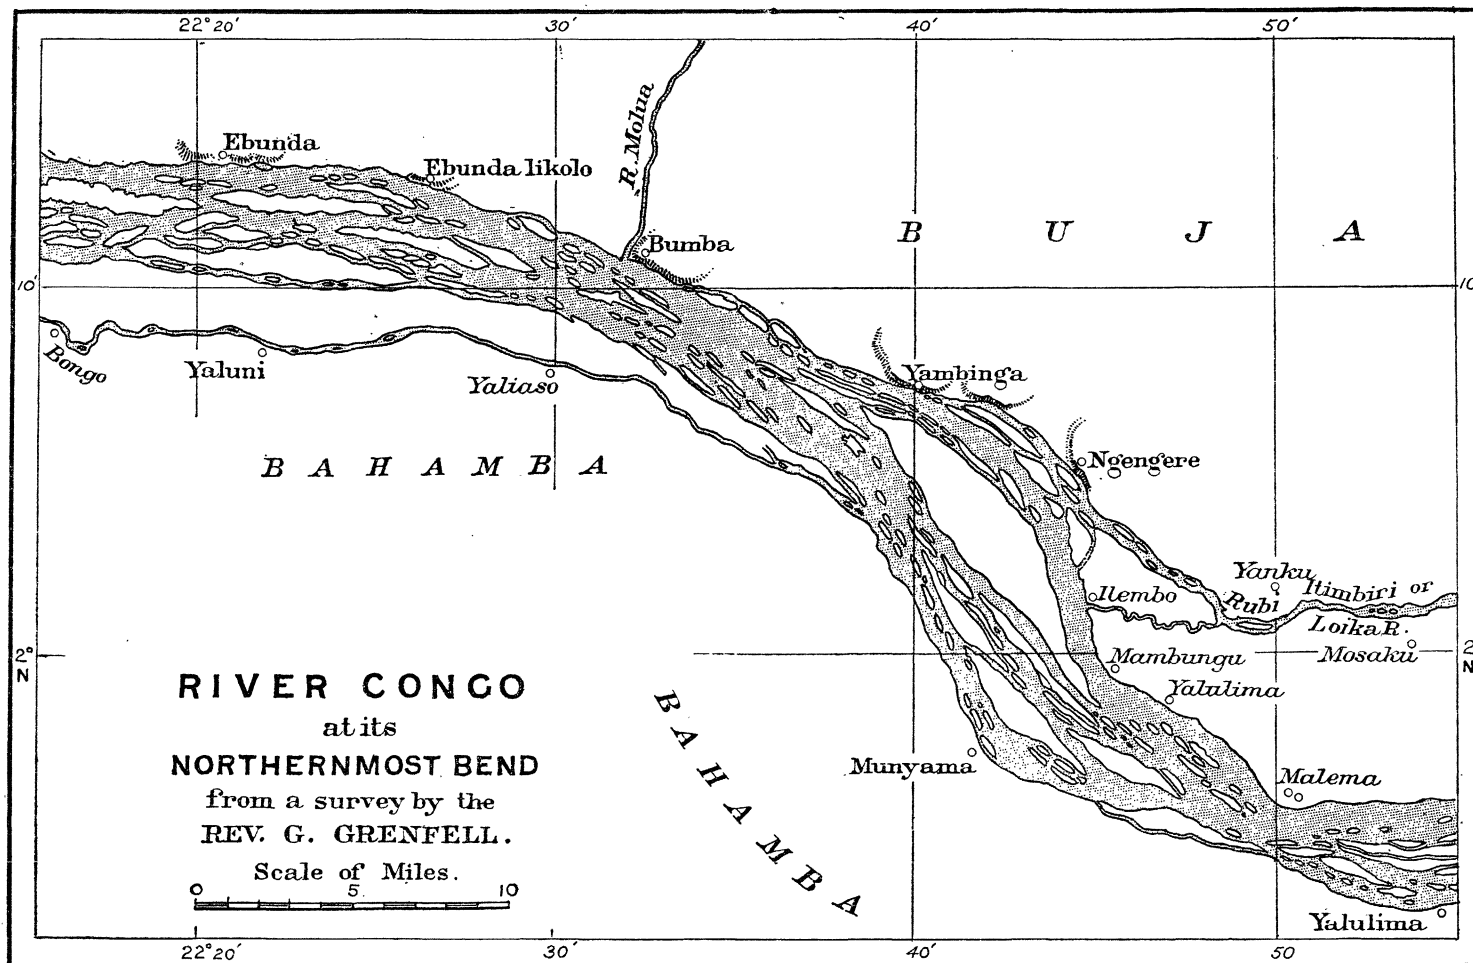 22°20′ 30′ 40′ 50′
Ebunda
Ebunda likolo
R. Molua
Bumba
B U J A
10′ 10
Bongo
Yaluni
Yaliaso
Yambinga
B A H A M B A
Ngengere
Yanku
Ilembo
Rubi
Itimbiri or
Loika R.
2° N
Mambungu
Mosaku
2 N
Yalulima
RIVER CONGO
at its
NORTHERNMOST BEND
from a survey by the
REV. G. GRENFELL.
Scale of Miles.
0 5 10
B A H A M B A
Munyama
Malema
Yalulima
22°20′ 30′ 40′ 50